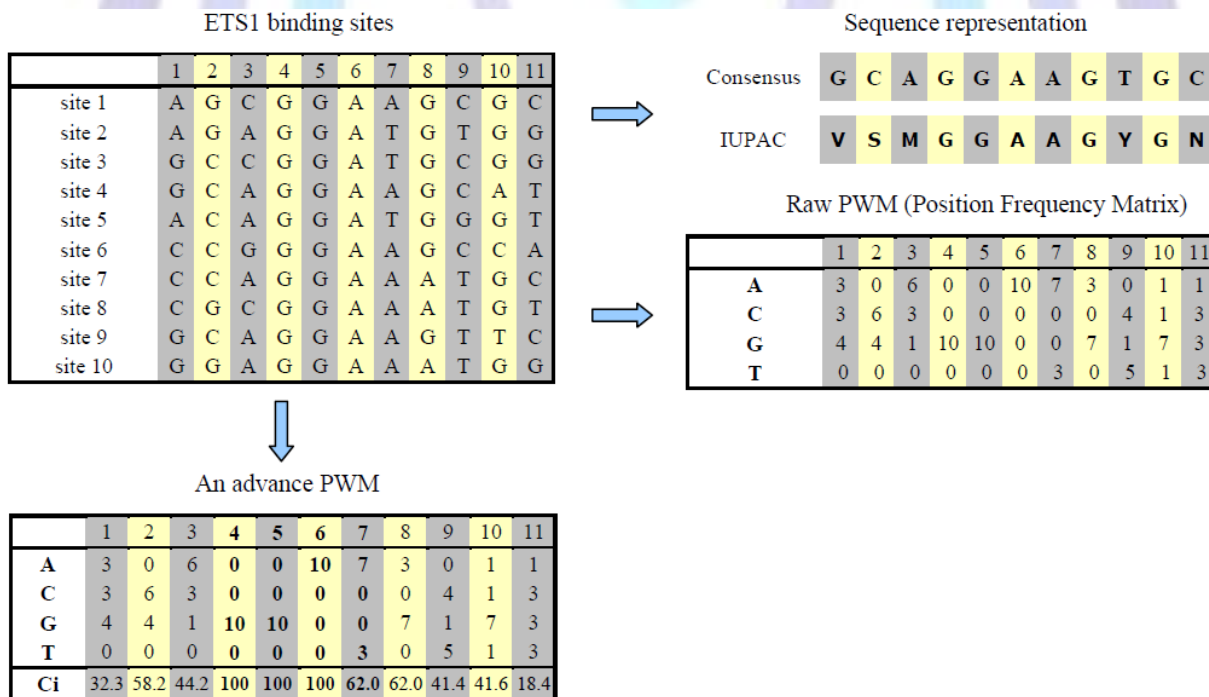 ETS1 binding sites
1 2 3 4 5 6 7 8 9 10 11
site 1 A G C G G A A G C G C
site 2 A G A G G A T G T G G
site 3 G C C G G A T G C G G
site 4 G C A G G A A G C A T
site 5 A C A G G A T G G G T
site 6 C C G G G A A G C C A
site 7 C C A G G A A A T G C
site 8 C G C G G A A A T G T
site 9 G C A G G A A G T T C
site 10 G G A G G A A A T G G
Sequence representation
Consensus G C A G G A A G T G C
IUPAC V S M G G A A G Y G N
Raw PWM (Position Frequency Matrix)
1 2 3 4 5 6 7 8 9 10 11
A 3 0 6 0 0 10 7 3 0 1 1
C 3 6 3 0 0 0 0 0 4 1 3
G 4 4 1 10 10 0 0 7 1 7 3
T 0 0 0 0 0 0 3 0 5 1 3
An advance PWM
1 2 3 4 5 6 7 8 9 10 11
A 3 0 6 0 0 10 7 3 0 1 1
C 3 6 3 0 0 0 0 0 4 1 3
G 4 4 1 10 10 0 0 7 1 7 3
T 0 0 0 0 0 0 3 0 5 1 3
Ci 32.3 58.2 44.2 100 100 100 62.0 62.0 41.4 41.6 18.4